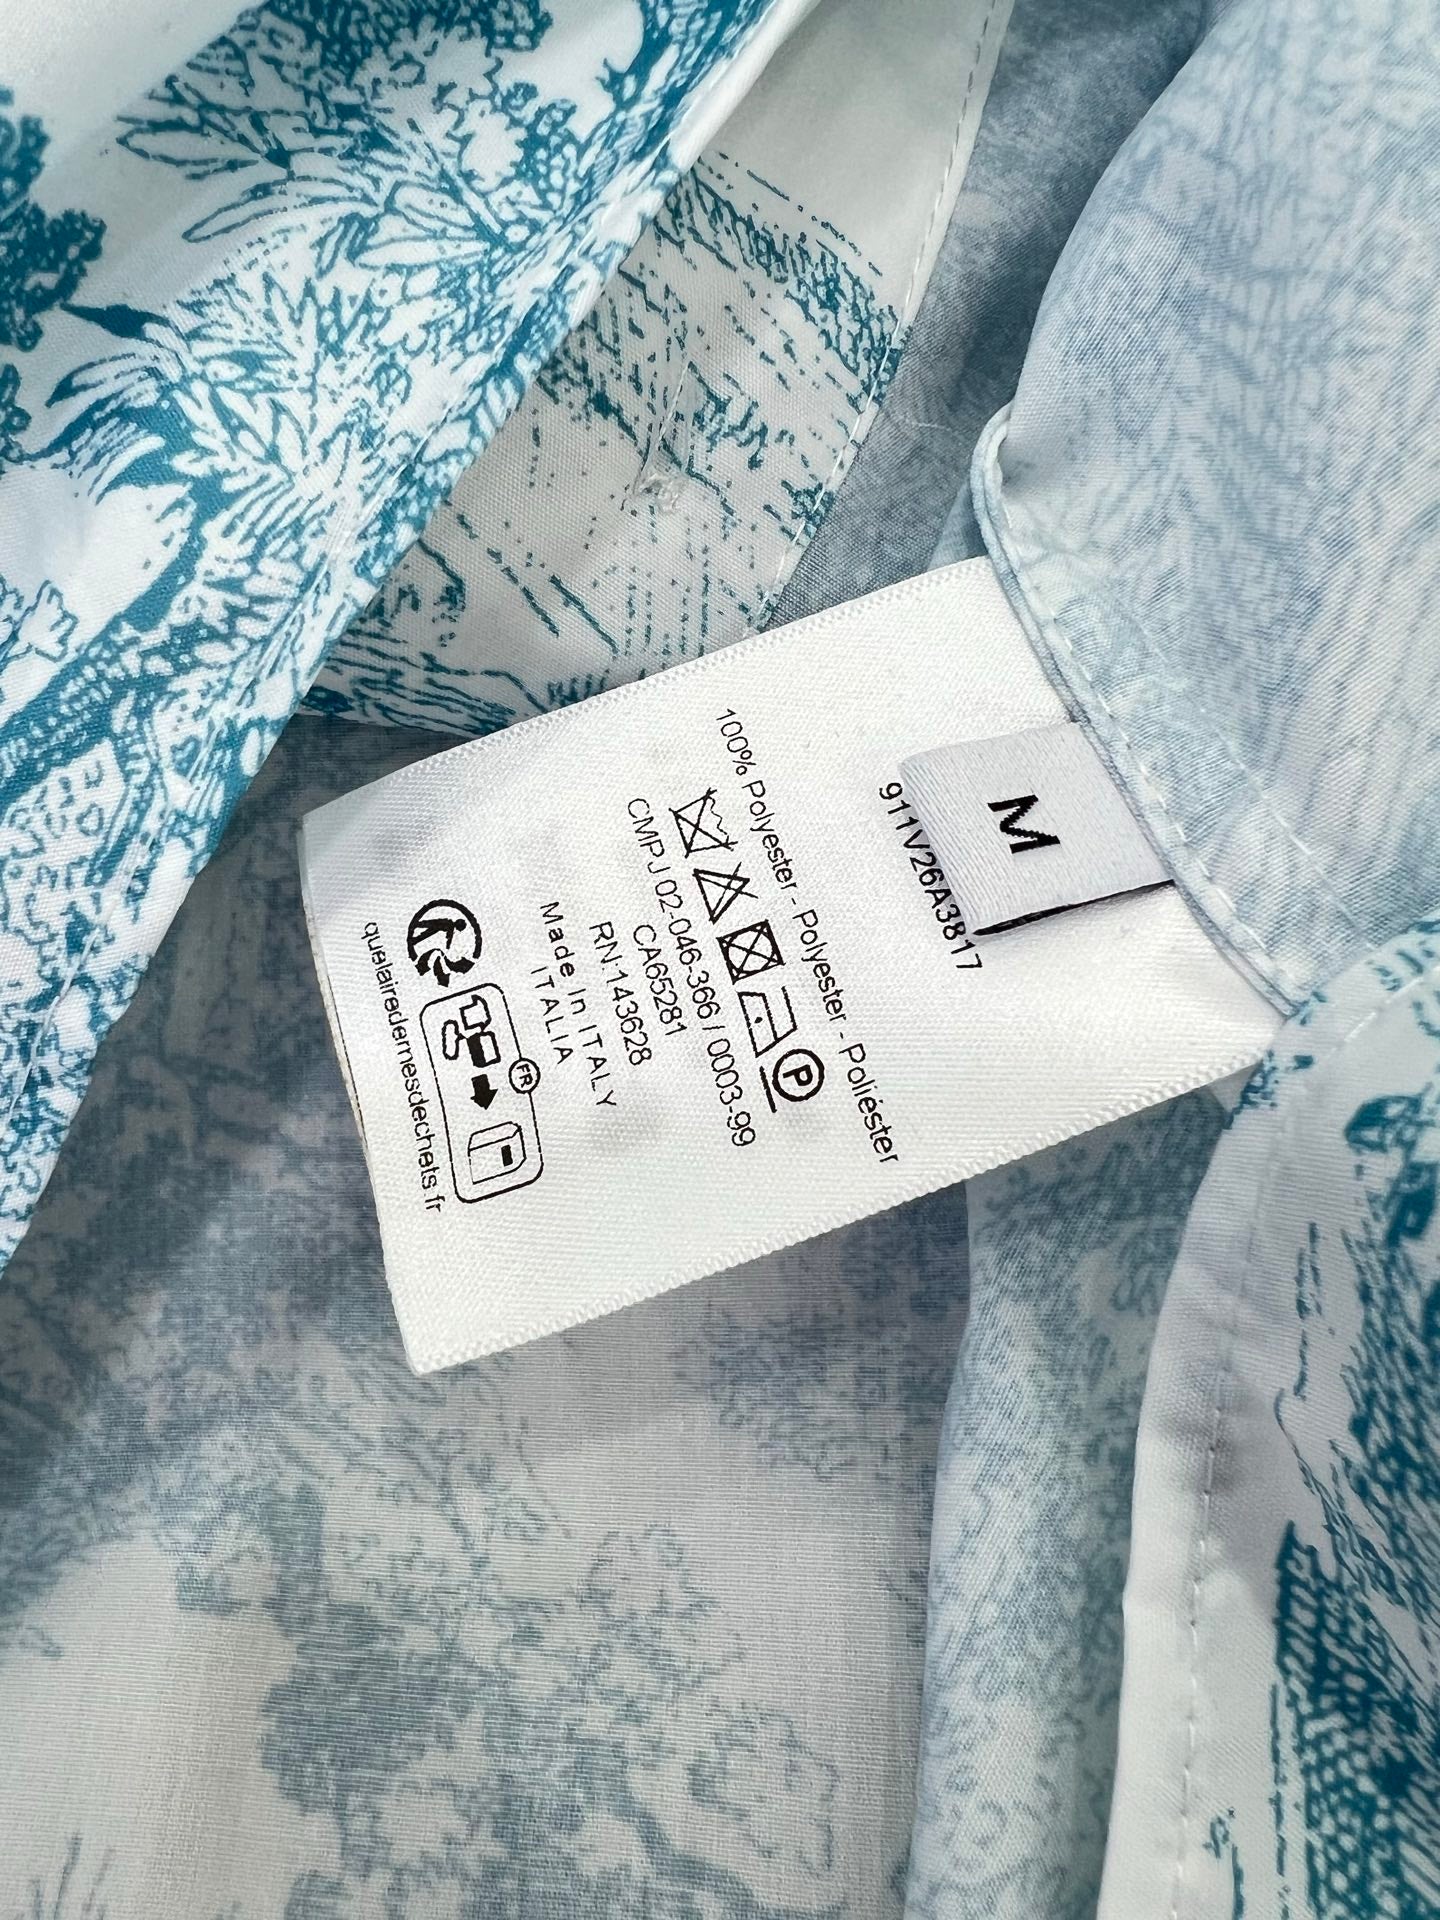 M
911V26A3817
100% Polyester - Polyester - Poliéster
P
CMPJ 02-046-366 / 0003-99
CA65281
RN:143628
Made in ITALY
ITALIA
FR
quefairedemesdechets.fr